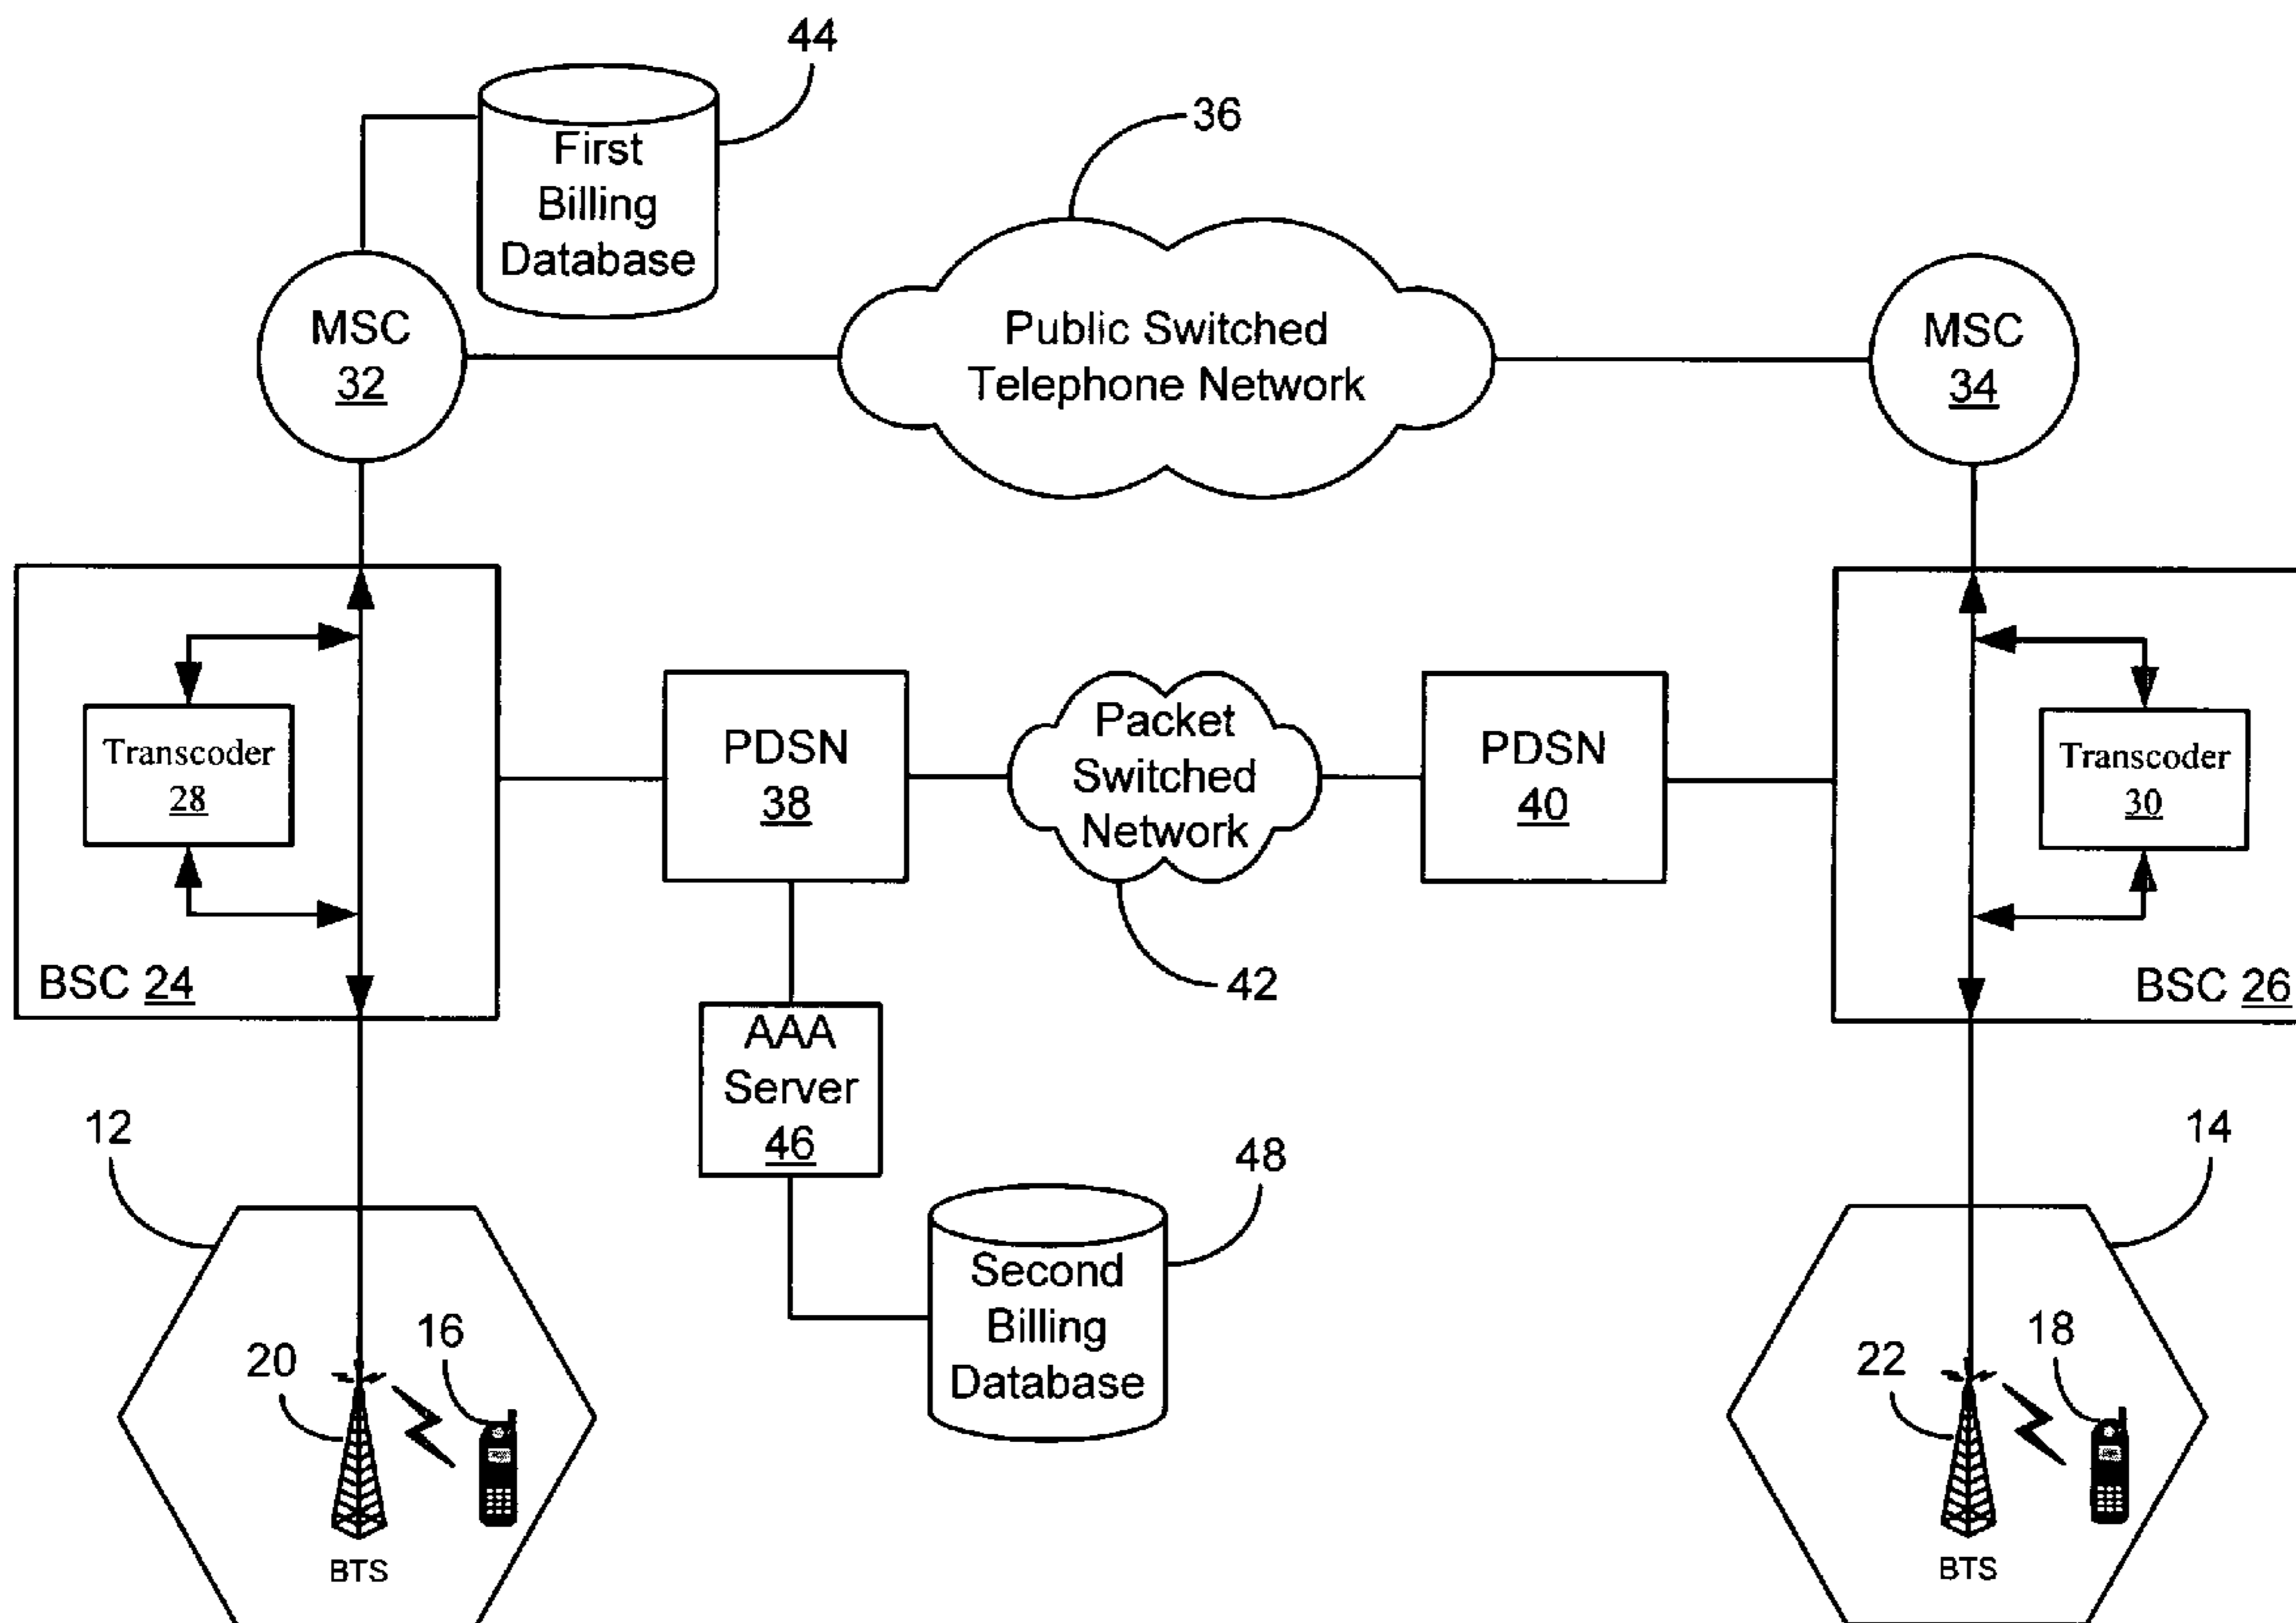 44
First
Billing
Database
36
MSC
32
Public Switched
Telephone Network
MSC
34
Transcoder
28
BSC 24
PDSN
38
Packet
Switched
Network
42
PDSN
40
Transcoder
30
BSC 26
AAA
Server
46
48
Second
Billing
Database
12
20
16
BTS
14
22
18
BTS